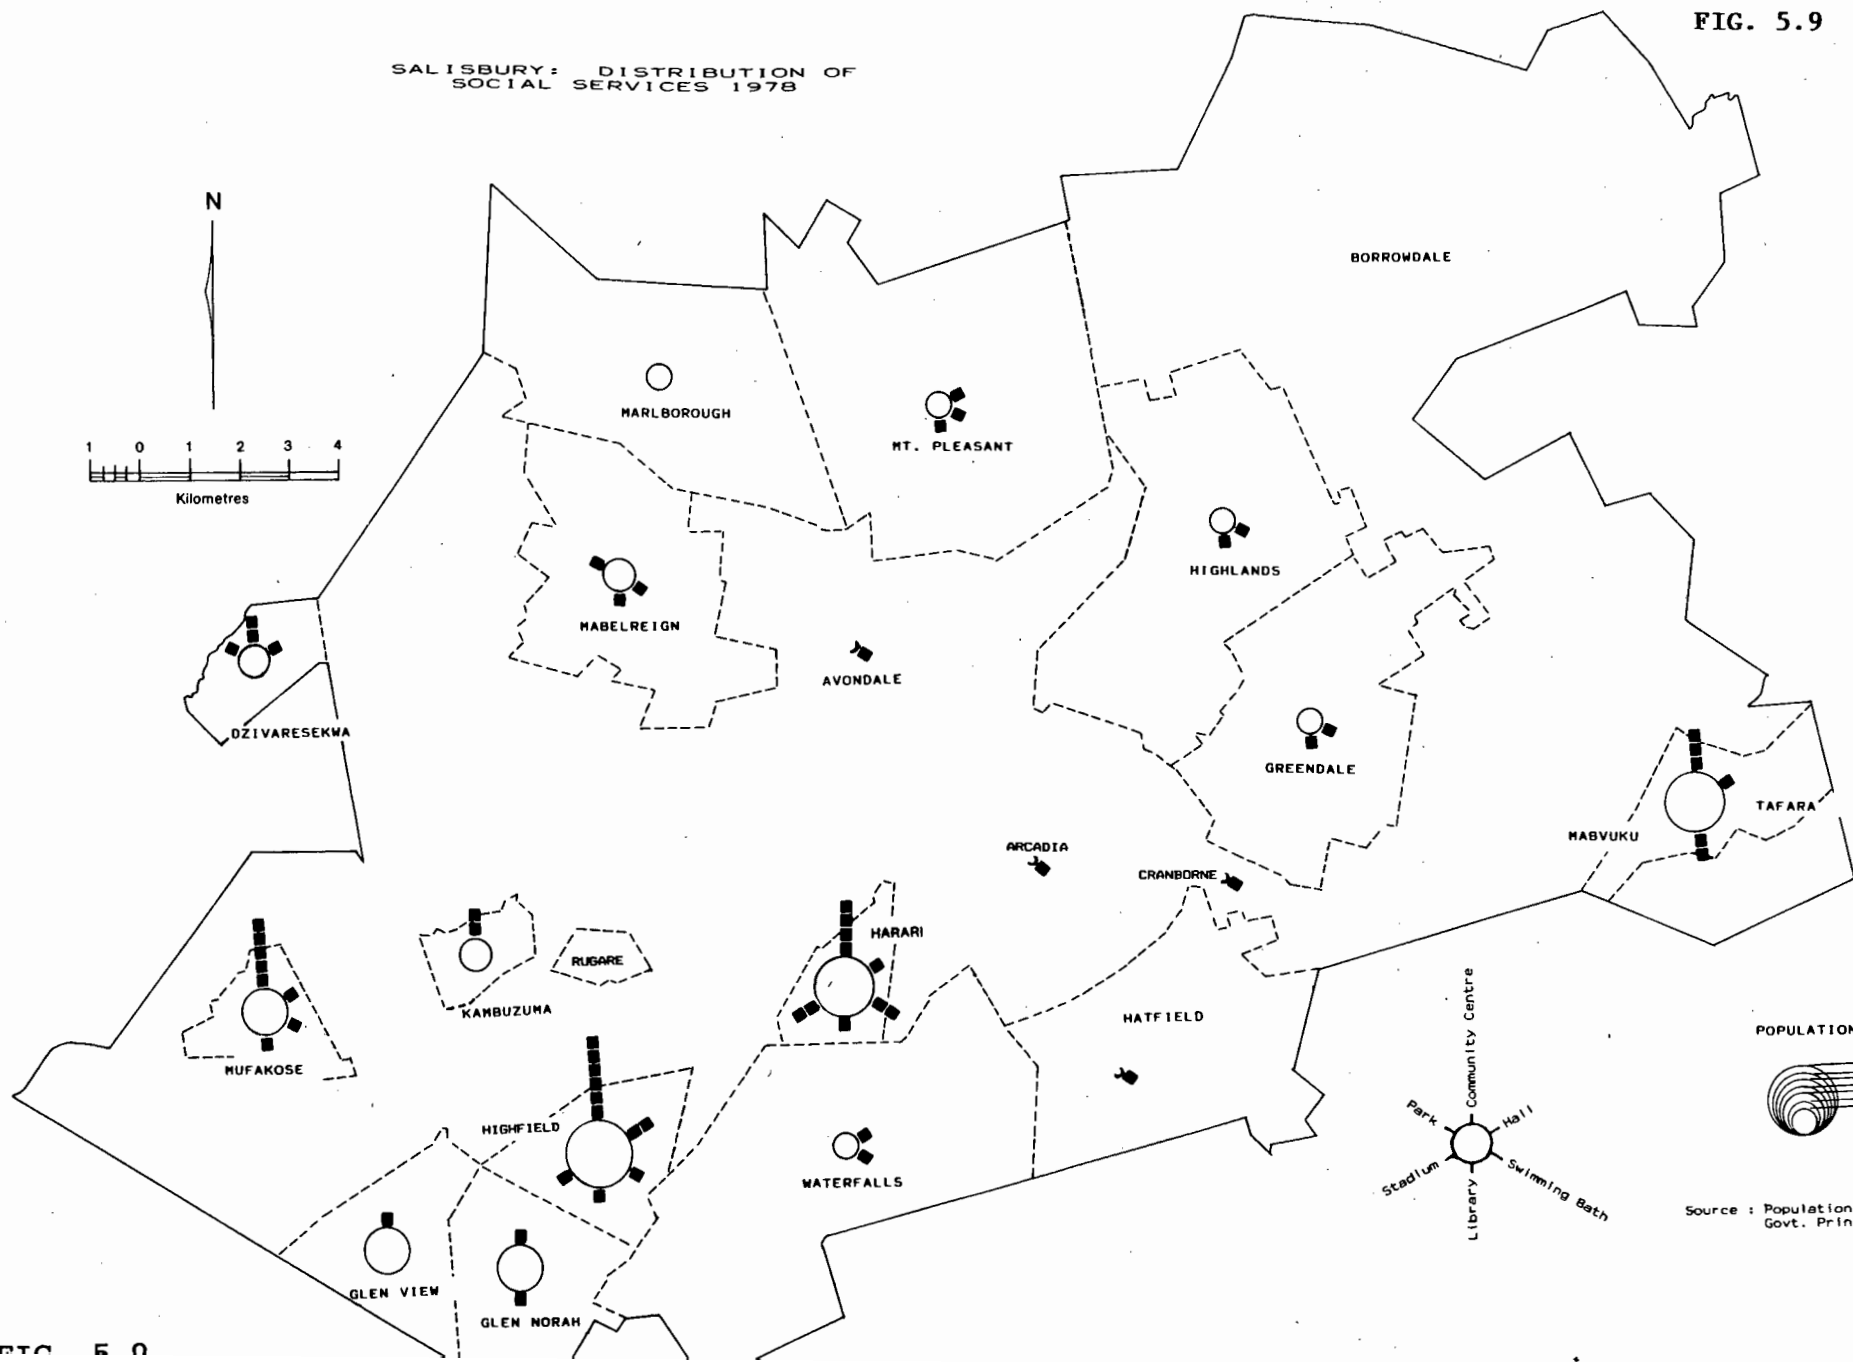 FIG. 5.9
SALISBURY: DISTRIBUTION OF
SOCIAL SERVICES 1978
N
1 0 1 2 3 4
Kilometres
BORROWDALE
MARLBOROUGH
MT. PLEASANT
HIGHLANDS
MABELREIGN
AVONDALE
DZIVARESEKWA
GREENDALE
TAFARA
MABVUKU
ARCADIA
CRANBORNE
HARARI
RUGARE
KAMBUZUMA
MUFAKOSE
HATFIELD
HIGHFIELD
WATERFALLS
GLEN VIEW
GLEN NORAH
Community Centre
Park
Hall
Stadium
Library
Swimming Bath
POPULATION
Source : Population
Govt. Prin
FIG. 5.9